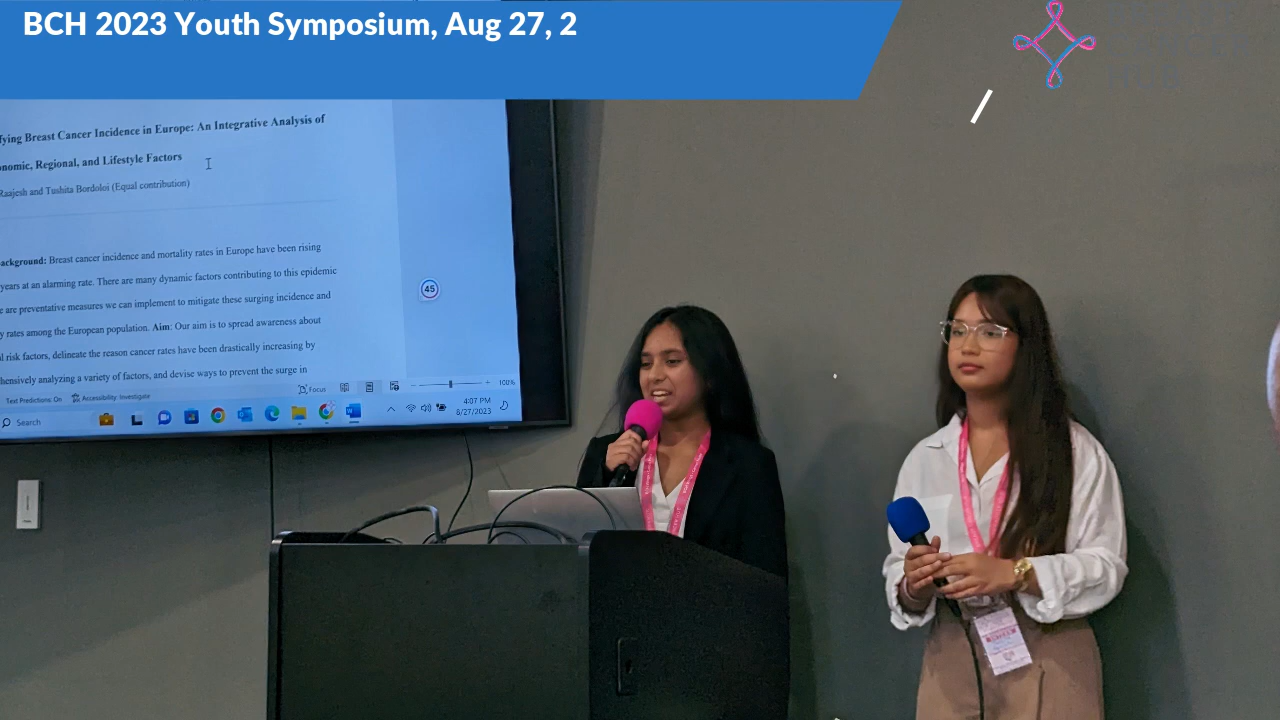 BCH 2023 Youth Symposium, Aug 27, 2
fying Breast Cancer Incidence in Europe: An Integrative Analysis of
onomic, Regional, and Lifestyle Factors
Raajesh and Tushita Bordoloi (Equal contribution)
ackground: Breast cancer incidence and mortality rates in Europe have been rising
years at an alarming rate. There are many dynamic factors contributing to this epidemic
e are preventative measures we can implement to mitigate these surging incidence and
y rates among the European population. Aim: Our aim is to spread awareness about
l risk factors, delineate the reason cancer rates have been drastically increasing by
hensively analyzing a variety of factors, and devise ways to prevent the surge in
45
Text Predictions: On Accessibility: Investigate Focus 100%
Search 4:07 PM
8/27/2023